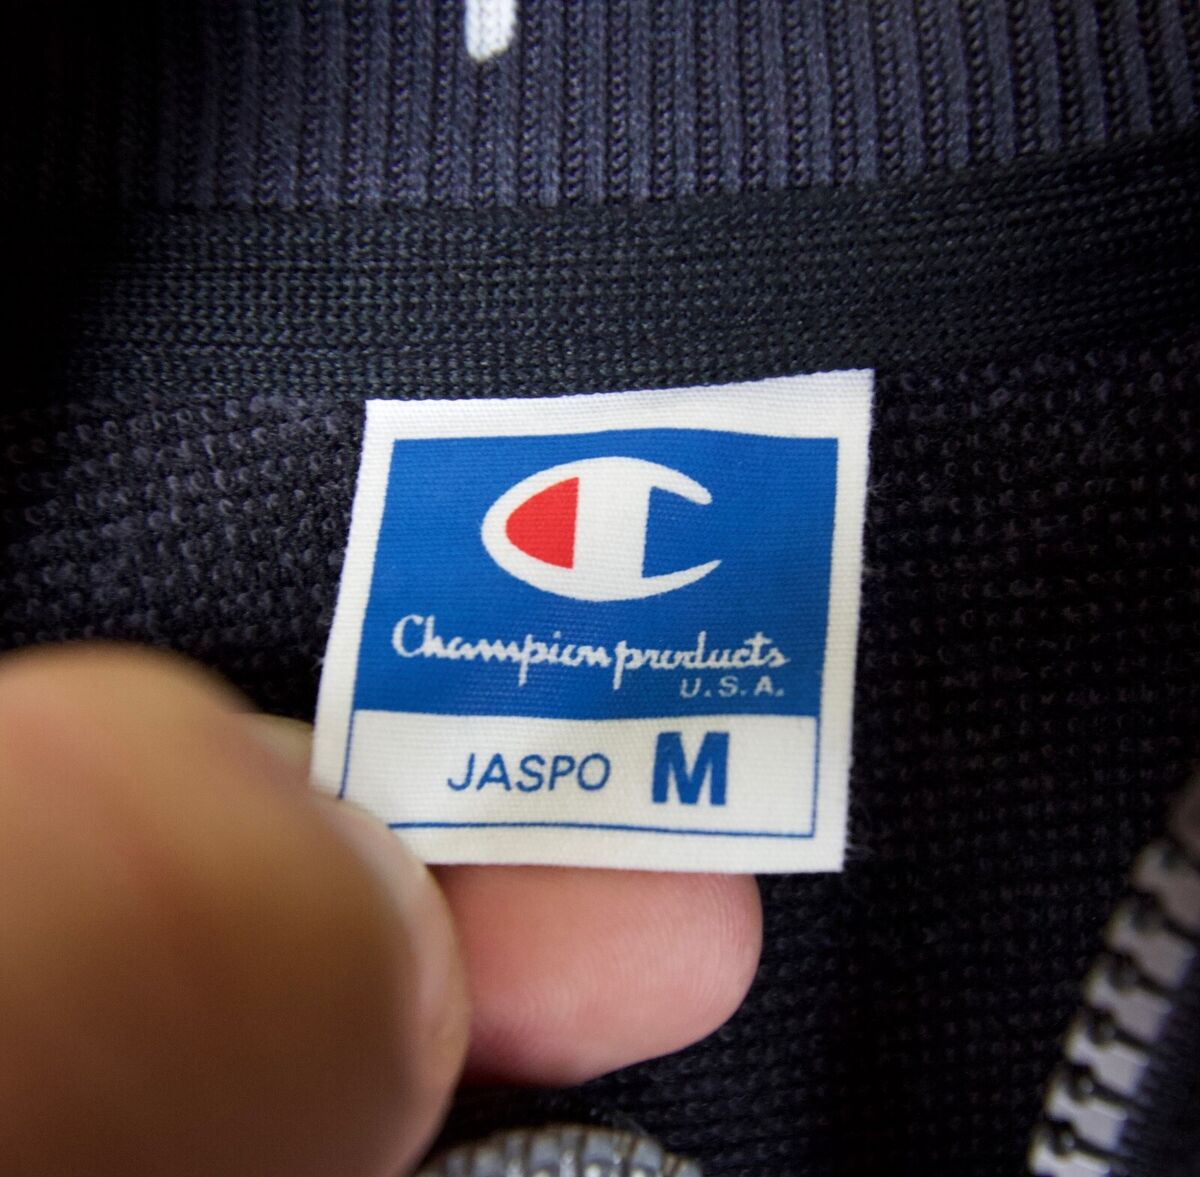 Champion products
U.S.A.
JASPO M